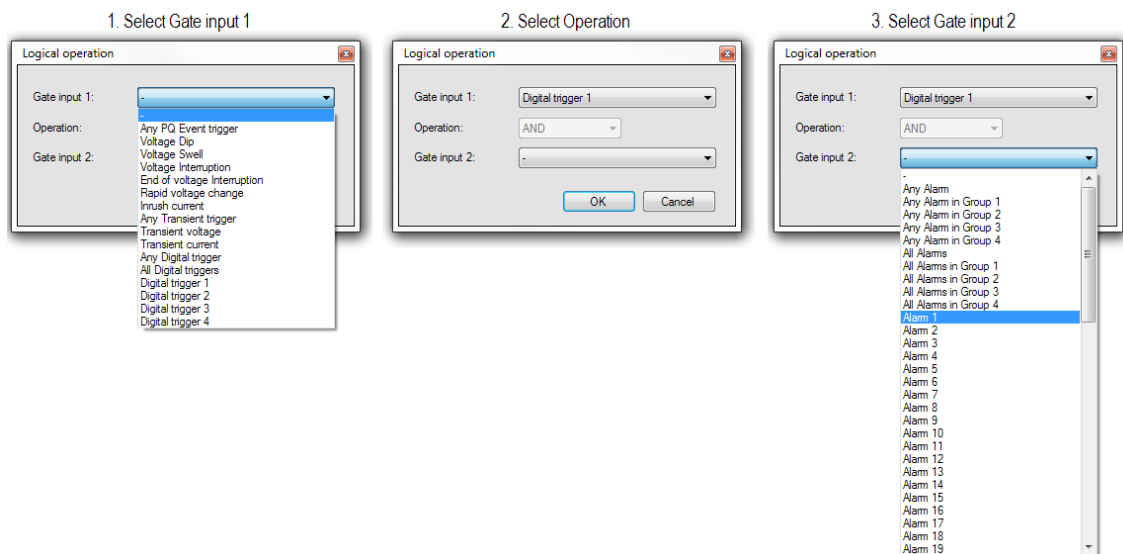 1. Select Gate input 1
Logical operation
Gate input 1:
-
Operation:
Gate input 2:
-
Any PQ Event trigger
Voltage Dip
Voltage Swell
Voltage Interruption
End of voltage Interruption
Rapid voltage change
Inrush current
Any Transient trigger
Transient voltage
Transient current
Any Digital trigger
All Digital triggers
Digital trigger 1
Digital trigger 2
Digital trigger 3
Digital trigger 4
2. Select Operation
Logical operation
Gate input 1:
Digital trigger 1
Operation:
AND
Gate input 2:
-
OK
Cancel
3. Select Gate input 2
Logical operation
Gate input 1:
Digital trigger 1
Operation:
AND
Gate input 2:
-
-
Any Alarm
Any Alarm in Group 1
Any Alarm in Group 2
Any Alarm in Group 3
Any Alarm in Group 4
All Alarms
All Alarms in Group 1
All Alarms in Group 2
All Alarms in Group 3
All Alarms in Group 4
Alarm 1
Alarm 2
Alarm 3
Alarm 4
Alarm 5
Alarm 6
Alarm 7
Alarm 8
Alarm 9
Alarm 10
Alarm 11
Alarm 12
Alarm 13
Alarm 14
Alarm 15
Alarm 16
Alarm 17
Alarm 18
Alarm 19